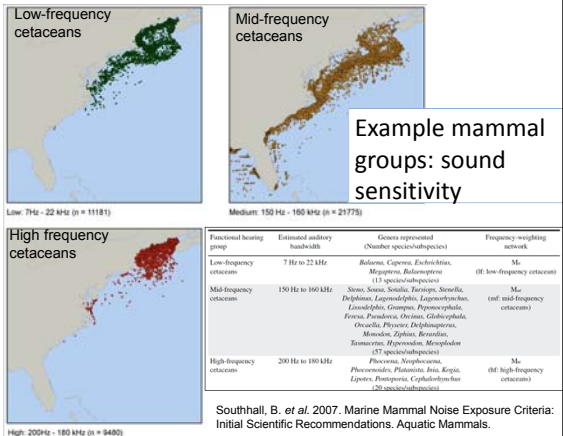 Low-frequency
cetaceans
Mid-frequency
cetaceans
Example mammal
groups: sound
sensitivity
Low: 7Hz - 22 kHz (n = 11181)
Medium: 150 Hz - 160 kHz (n = 21775)
High frequency
cetaceans
Functional hearing group
Estimated auditory bandwidth
Genera represented (Number species/subspecies)
Frequency-weighting network
Low-frequency cetaceans
7 Hz to 22 kHz
Balaena, Caperea, Eschrichtius,
Megaptera, Balaenoptera
(13 species/subspecies)
(lf: low-frequency cetacean)
Mid-frequency cetaceans
150 Hz to 160 kHz
Steno, Sousa, Sotalia, Tursiops, Stenella,
Delphinus, Lagenodelphis, Lagenorhynchus,
Lissodelphis, Grampus, Peponocephala,
Feresa, Pseudorca, Orcinus, Globicephala,
Orcaella, Physeter, Delphinapterus,
Monodon, Ziphius, Berardius,
Tasmacetus, Hyperoodon, Mesoplodon
(57 species/subspecies)
(mf: mid-frequency cetaceans)
High-frequency cetaceans
200 Hz to 180 kHz
Phocoena, Neophocaena,
Phocoenoides, Platanista, Inia, Kogia,
Lipotes, Pontoporia, Cephalorhynchus
(20 species/subspecies)
(hf: high-frequency cetaceans)
Southhall, B. et al. 2007. Marine Mammal Noise Exposure Criteria:
Initial Scientific Recommendations. Aquatic Mammals.
High: 200Hz - 180 kHz (n = 9480)